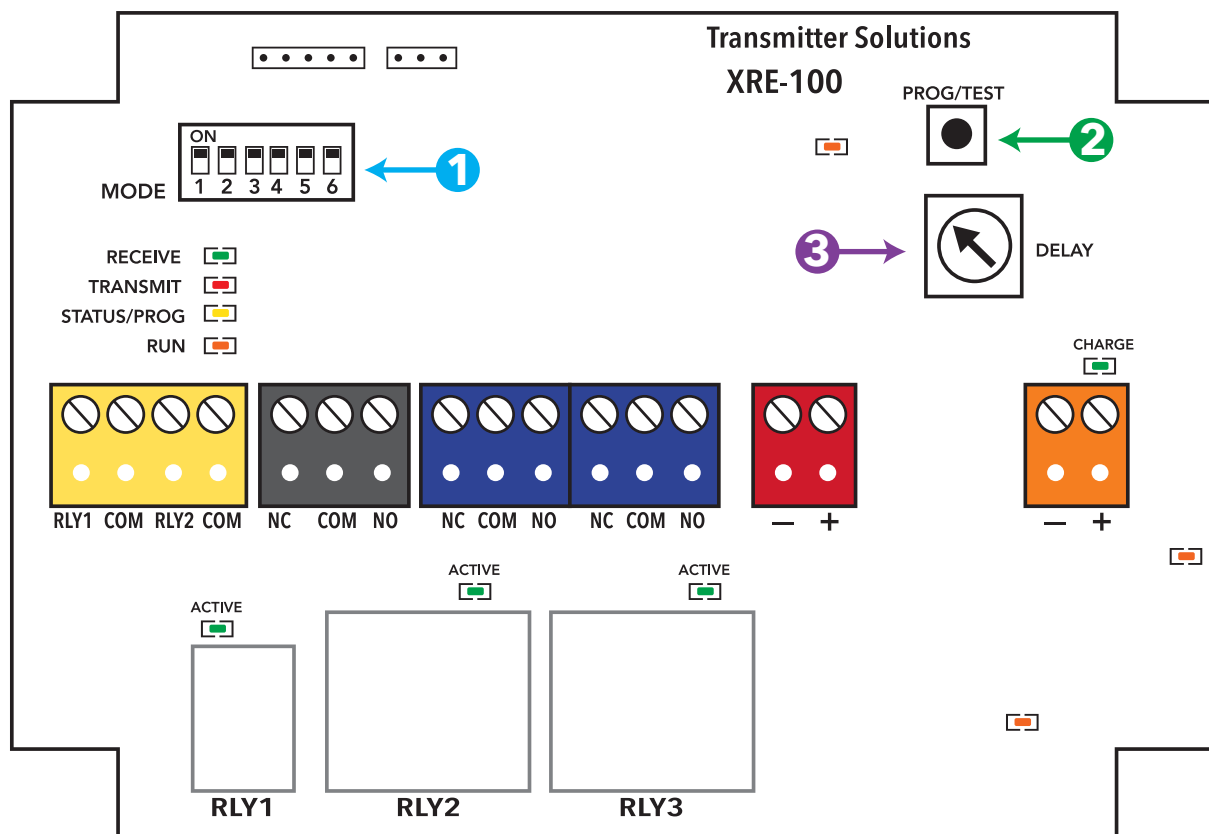 Transmitter Solutions
XRE-100
PROG/TEST
ON
1 2 3 4 5 6
MODE
1
2
3
DELAY
RECEIVE
TRANSMIT
STATUS/PROG
RUN
CHARGE
RLY1 COM RLY2 COM
NC COM NO
NC COM NO
NC COM NO
— +
— +
ACTIVE
ACTIVE
ACTIVE
RLY1
RLY2
RLY3